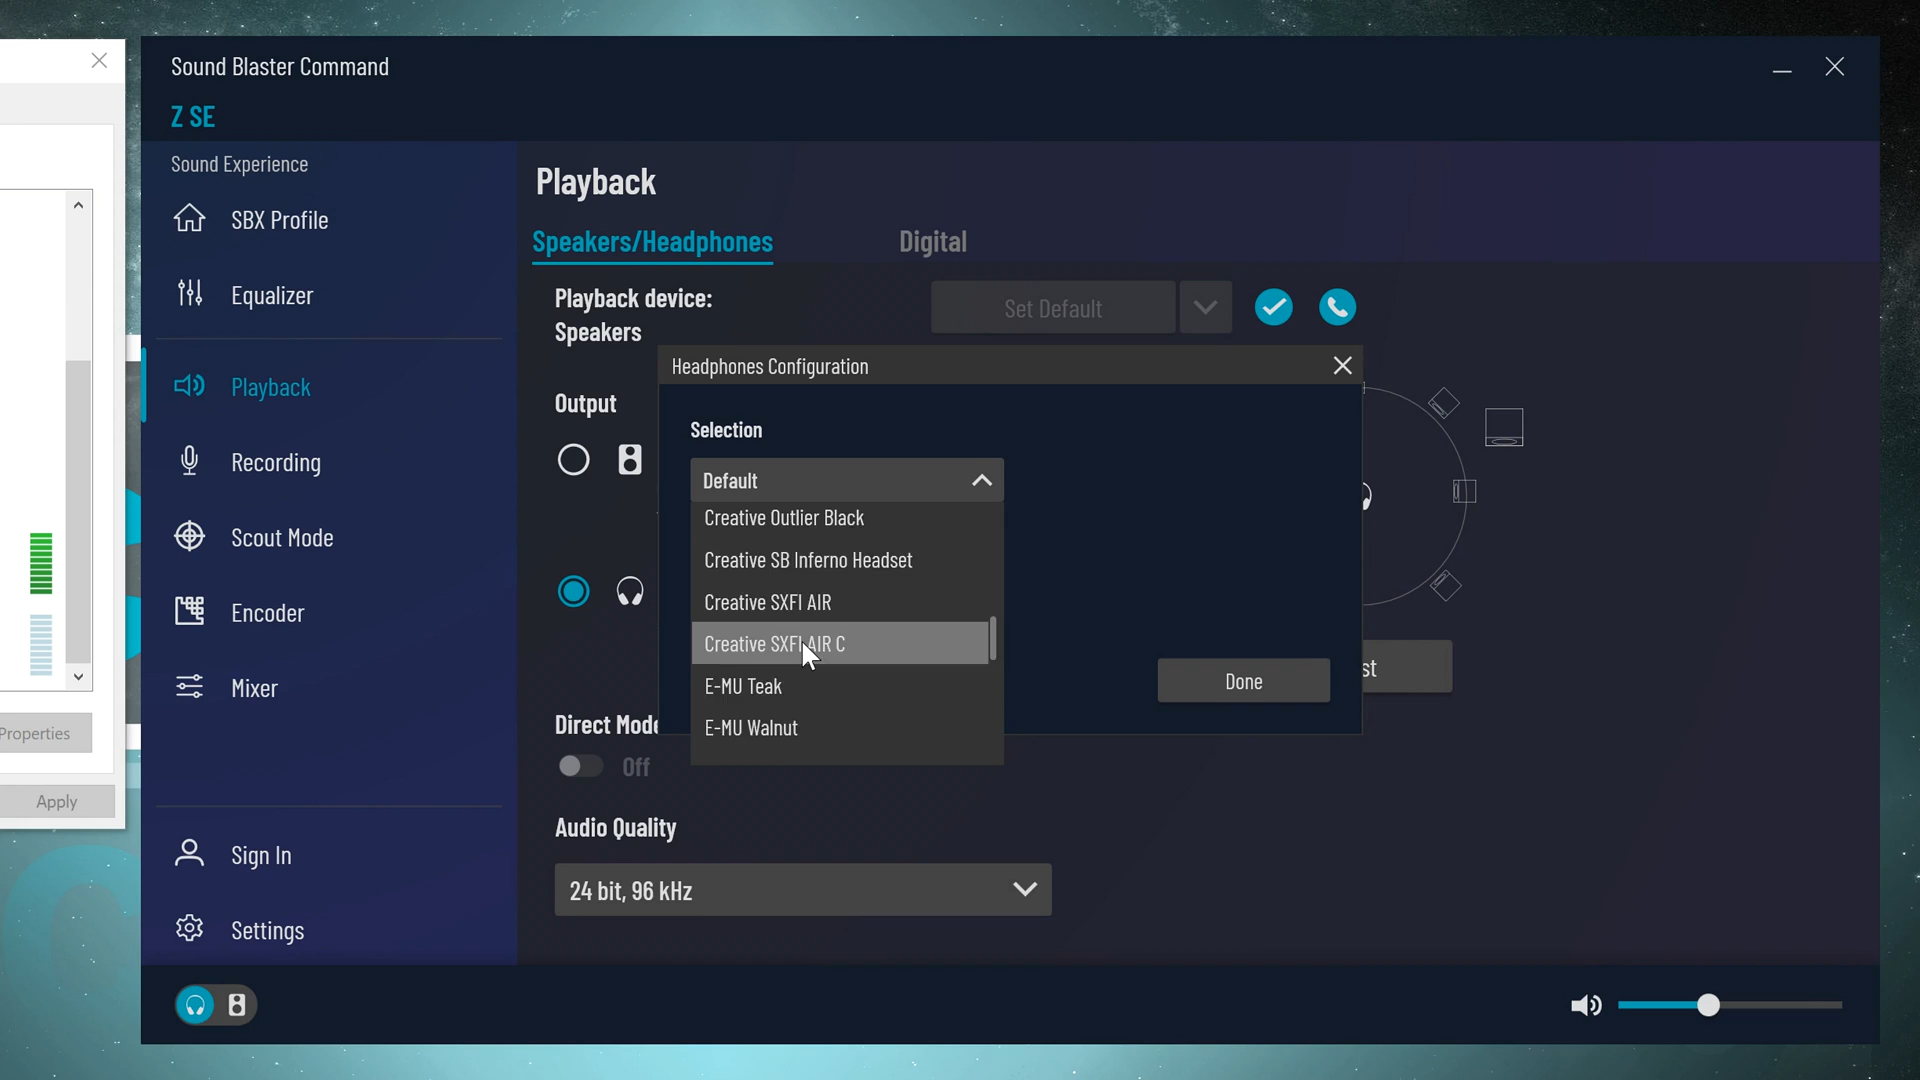 Sound Blaster Command
Z SE
Sound Experience
SBX Profile
Equalizer
Playback
Recording
Scout Mode
Encoder
Mixer
Sign In
Settings
Properties
Apply
Playback
Speakers/Headphones
Digital
Playback device:
Speakers
Set Default
Output
Headphones Configuration
Selection
Default
Creative Outlier Black
Creative SB Inferno Headset
Creative SXFI AIR
Creative SXFI AIR C
E-MU Teak
E-MU Walnut
Done
st
Direct Mode
Off
Audio Quality
24 bit, 96 kHz